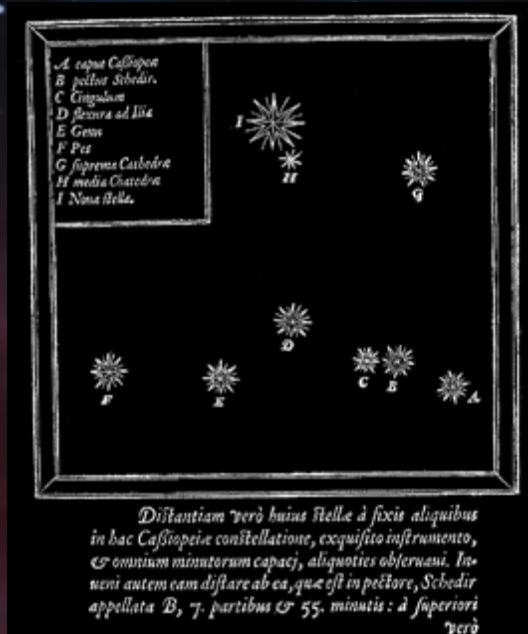 A caput Caßiopeæ
B pectus Schedir.
C Cingulum
D flexura ad Ilia
E Genu
F Pes
G suprema Cathedræ
H media Chatedræ
I Noua stella.
I
H
G
D
C
B
A
F
E
Distantiam verò huius stellæ à fixis aliquibus
in hac Caßiopeiæ constellatione, exquisito instrumento,
& omnium minutorum capacj, aliquoties obseruaui. In-
ueni autem eam distare ab ea, quæ est in pectore, Schedir
appellata B, 7. partibus & 55. minutis : à superiori
verò